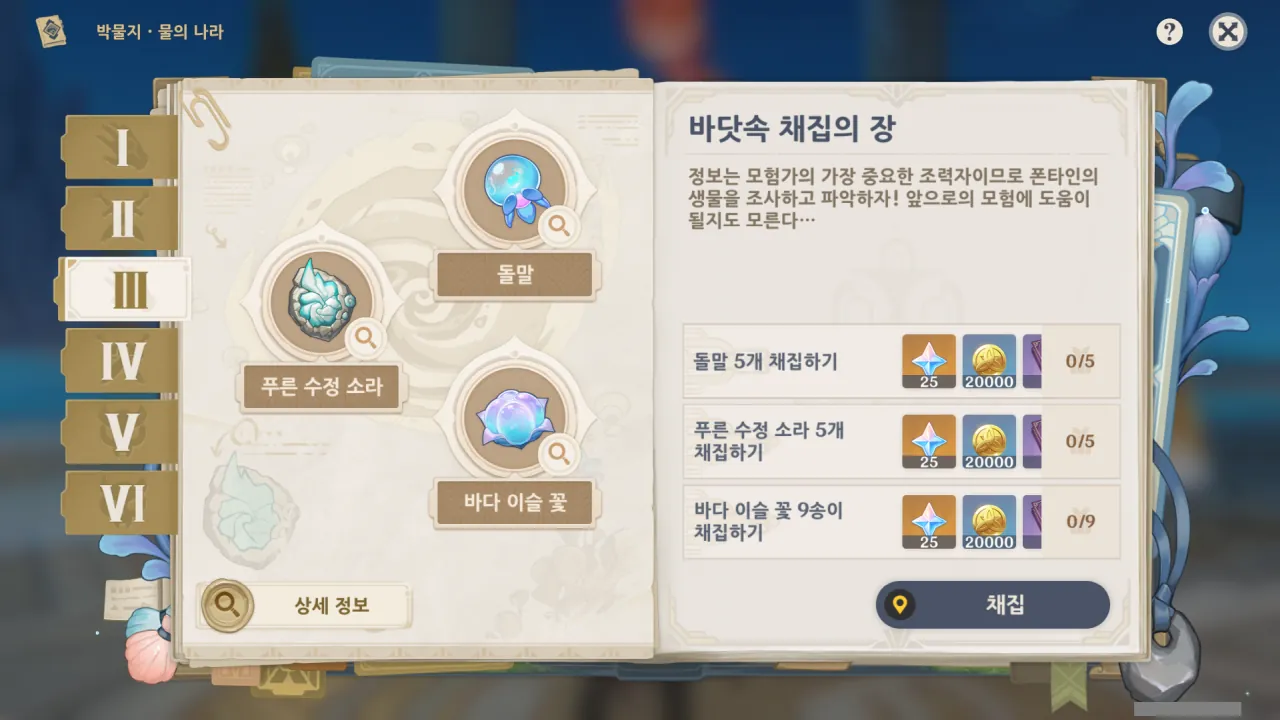 박물지 · 물의 나라
?
I
II
III
IV
V
VI
돌말
푸른 수정 소라
바다 이슬 꽃
상세 정보
바닷속 채집의 장
정보는 모험가의 가장 중요한 조력자이므로 폰타인의
생물을 조사하고 파악하자! 앞으로의 모험에 도움이
될지도 모른다…
돌말 5개 채집하기
25
20000
0/5
푸른 수정 소라 5개
채집하기
25
20000
0/5
바다 이슬 꽃 9송이
채집하기
25
20000
0/9
채집